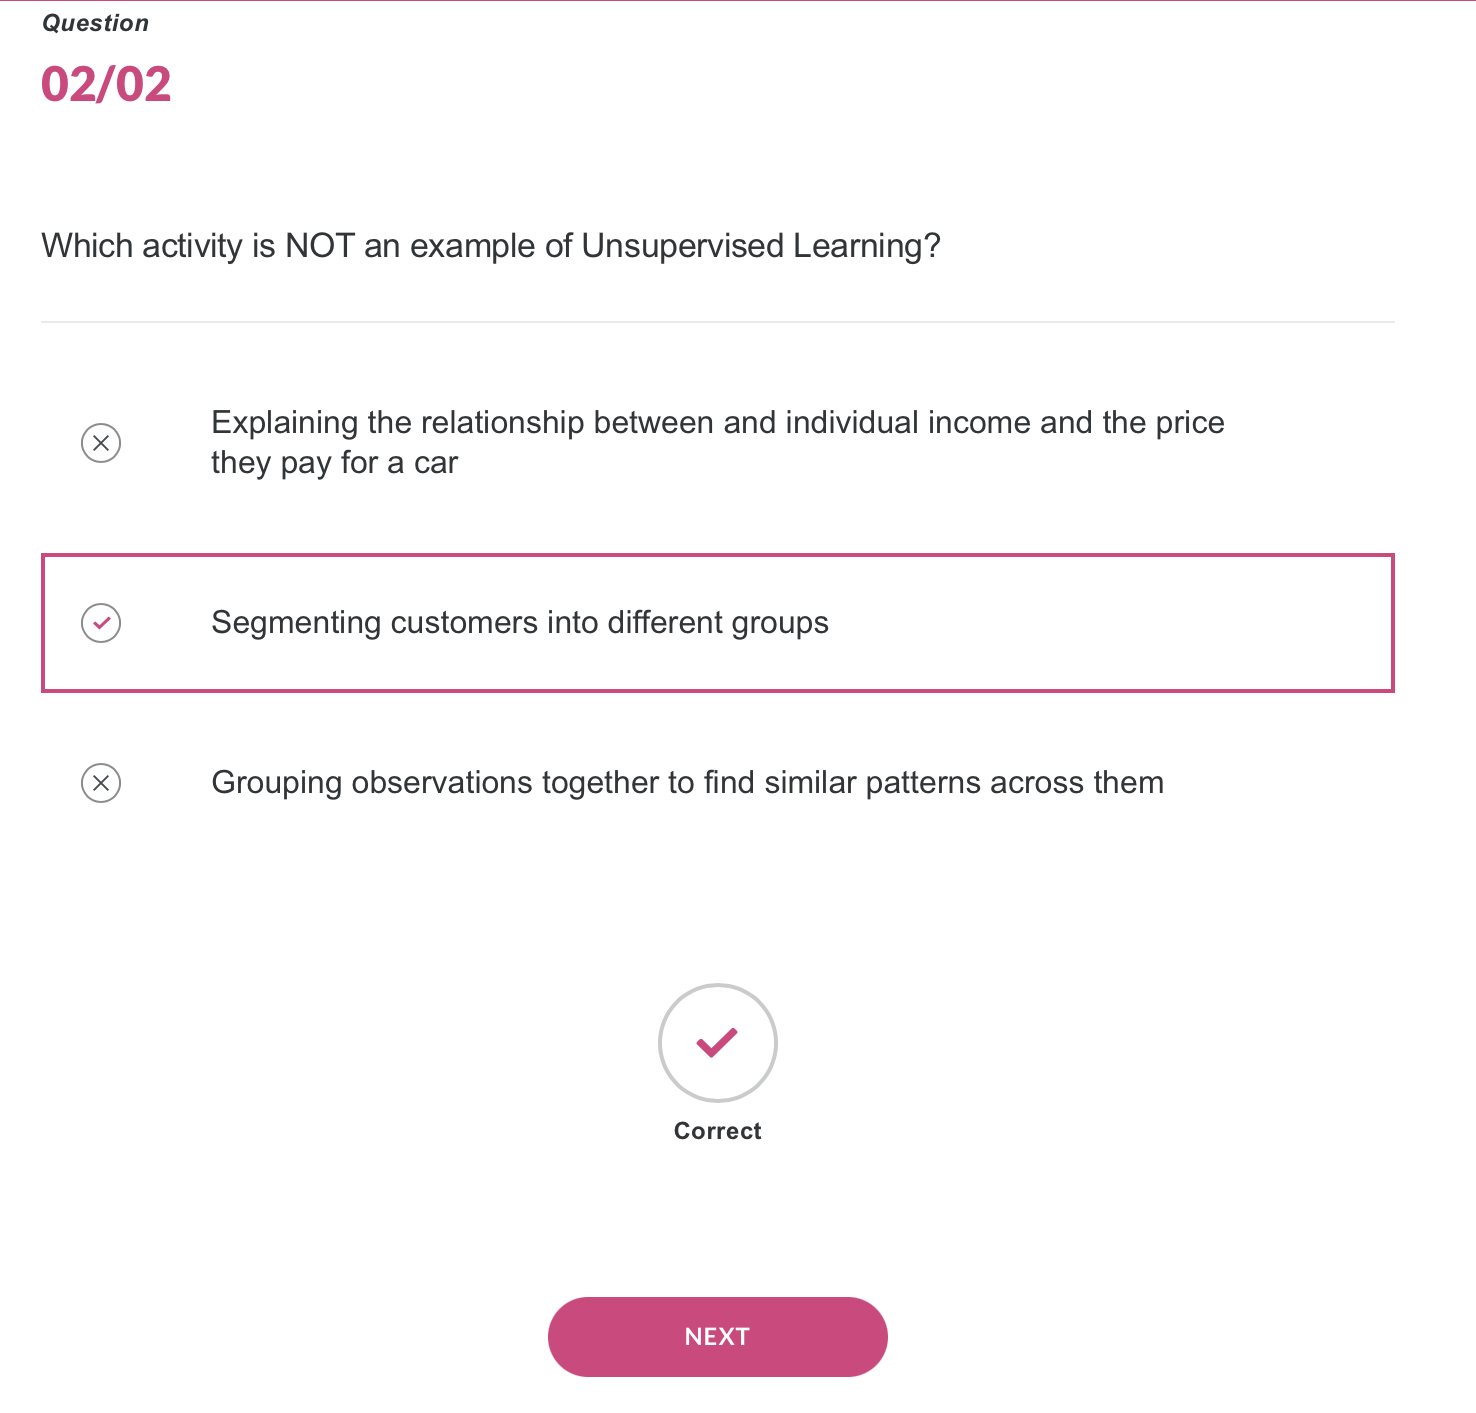 Question
02/02
Which activity is NOT an example of Unsupervised Learning?
Explaining the relationship between and individual income and the price
they pay for a car
Segmenting customers into different groups
Grouping observations together to find similar patterns across them
Correct
NEXT